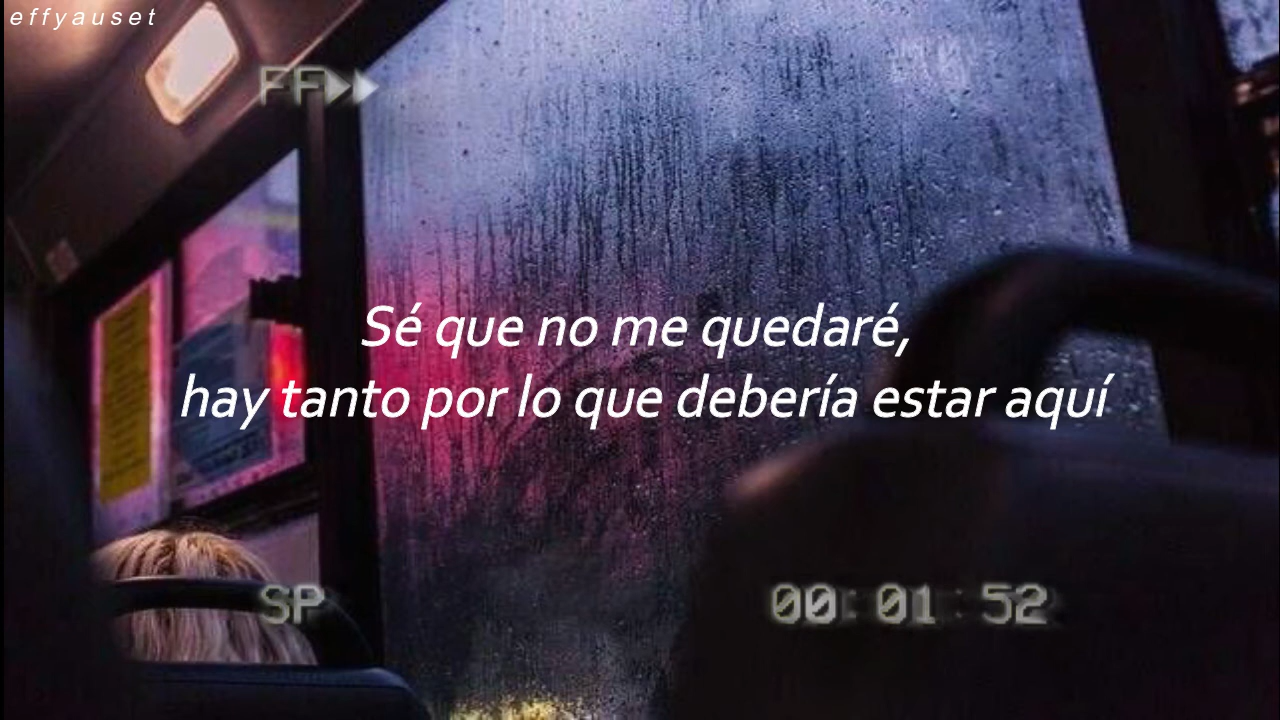 effyauset
FF
Sé que no me quedaré,
hay tanto por lo que debería estar aquí
SP
00:01:52